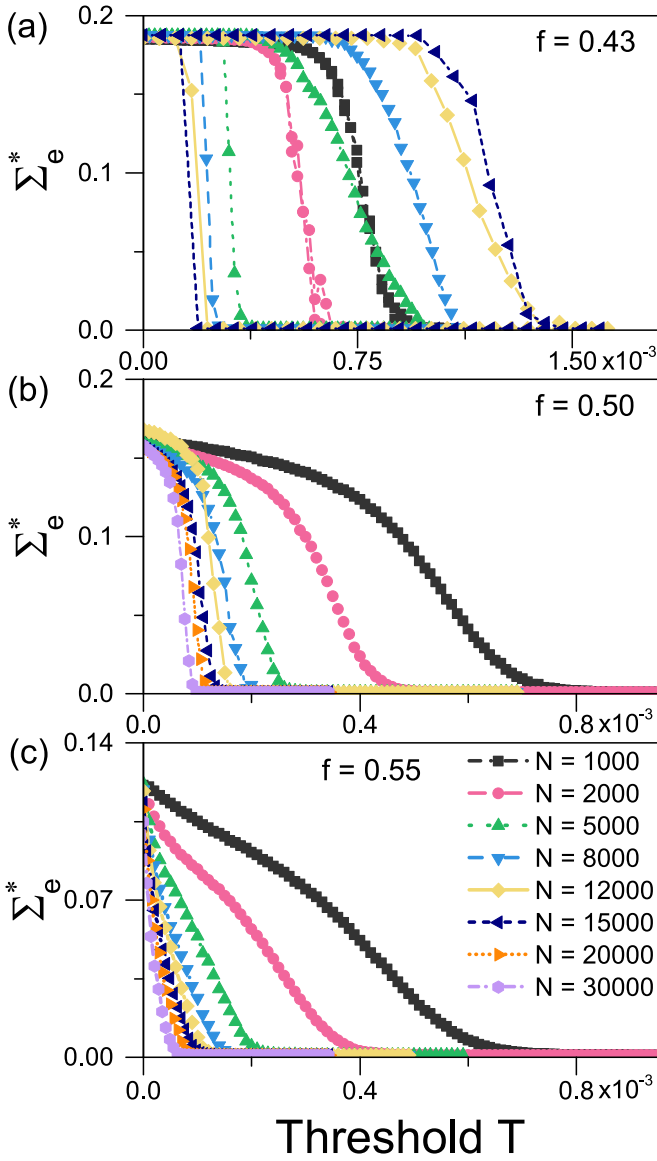 (a)
f = 0.43
0.2
0.1
0.0
Σ*e
0.00 0.75 1.50 x10⁻³
(b)
f = 0.50
0.2
0.1
0.0
Σ*e
0.0 0.4 0.8 x10⁻³
(c)
f = 0.55
0.14
0.07
0.00
Σ*e
N = 1000
N = 2000
N = 5000
N = 8000
N = 12000
N = 15000
N = 20000
N = 30000
0.0 0.4 0.8 x10⁻³
Threshold T